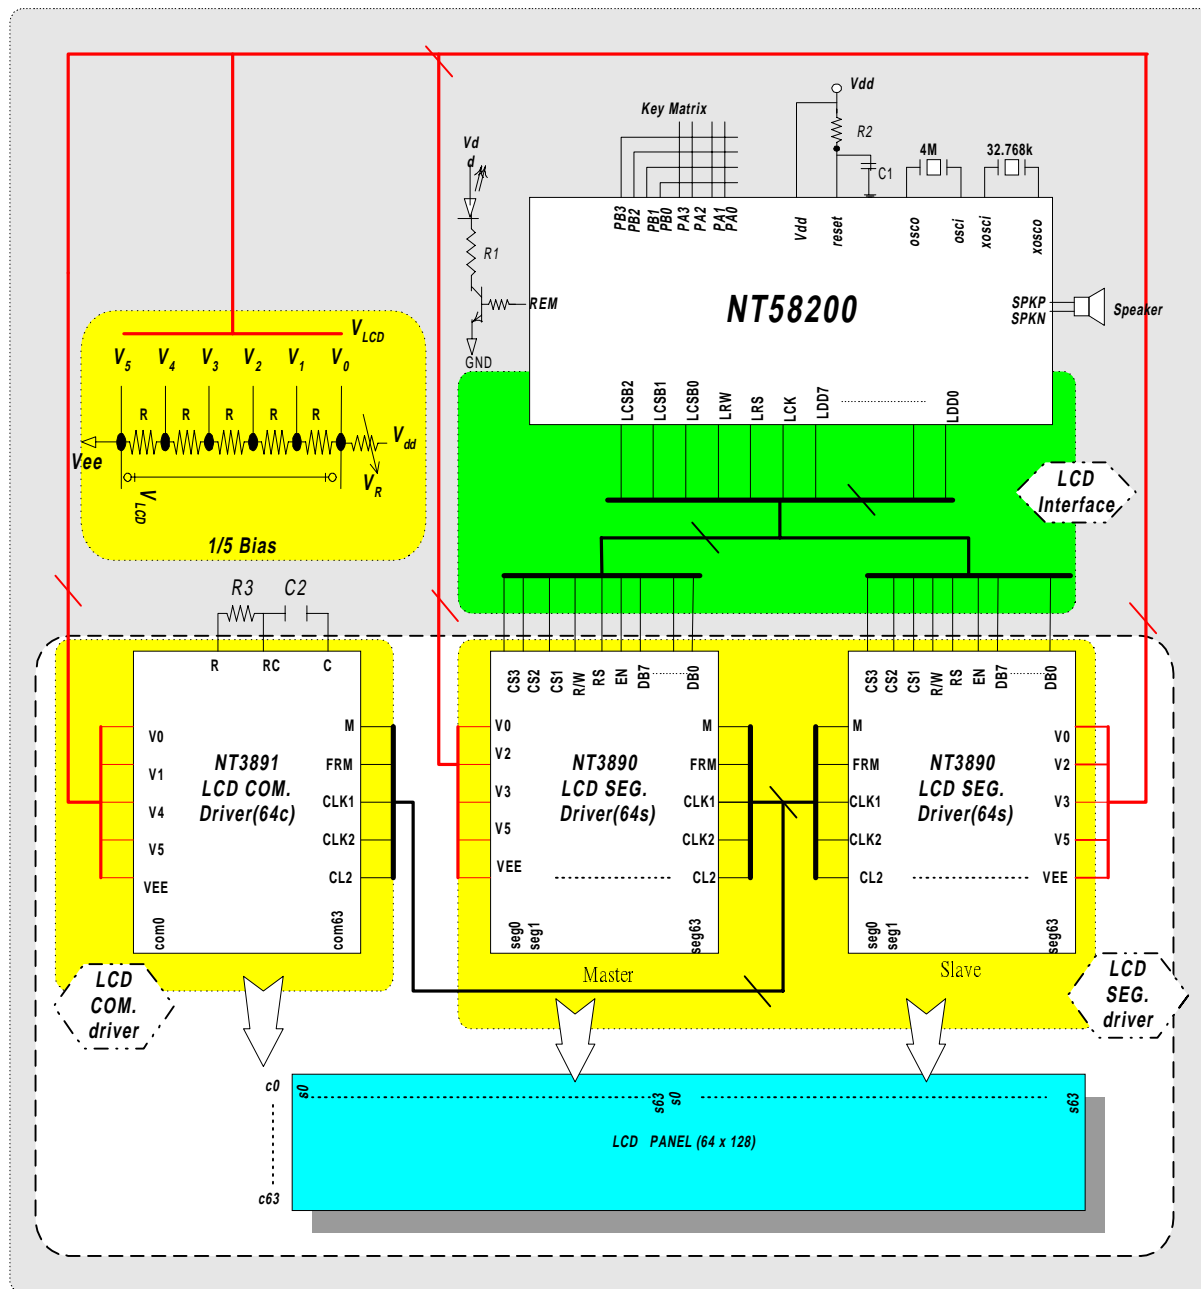 Vdd
Key Matrix
R2
Vd
d
4M
32.768k
C1
PB3
PB2
PB1
PB0
PA3
PA2
PA1
PA0
Vdd
reset
osco
osci
xosci
xosco
R1
REM
NT58200
SPKP
SPKN
Speaker
GND
VLCD
V5
V4
V3
V2
V1
V0
R
R
R
R
R
Vdd
Vee
VR
VLCD
1/5 Bias
LCSB2
LCSB1
LCSB0
LRW
LRS
LCK
LDD7
LDD0
LCD
Interface
R3
C2
R
RC
C
V0
V1
V4
V5
VEE
NT3891
LCD COM.
Driver(64c)
M
FRM
CLK1
CLK2
CL2
com0
com63
CS3
CS2
CS1
R/W
RS
EN
DB7
DB0
V0
V2
V3
V5
VEE
NT3890
LCD SEG.
Driver(64s)
M
FRM
CLK1
CLK2
CL2
seg0
seg1
seg63
Master
CS3
CS2
CS1
R/W
RS
EN
DB7
DB0
M
FRM
CLK1
CLK2
CL2
NT3890
LCD SEG.
Driver(64s)
V0
V2
V3
V5
VEE
seg0
seg1
seg63
Slave
LCD
COM.
driver
LCD
SEG.
driver
c0
c63
s0
s63
s0
s63
LCD PANEL (64 x 128)